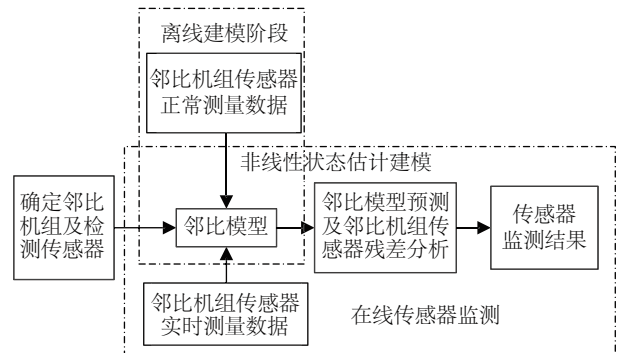 离线建模阶段
邻比机组传感器
正常测量数据
非线性状态估计建模
确定邻比
机组及检
测传感器
邻比模型
邻比模型预测
及邻比机组传
感器残差分析
传感器
监测结果
邻比机组传感器
实时测量数据
在线传感器监测